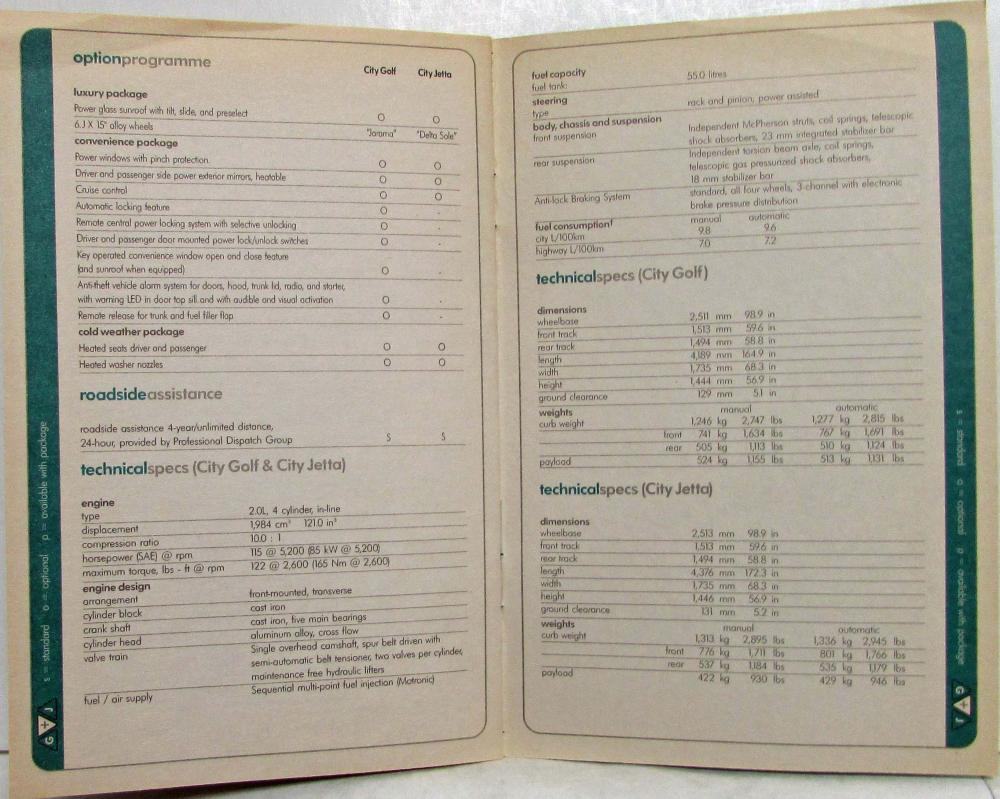 optionprogramme
City Golf City Jetta
luxury package
Power glass sunroof with tilt, slide, and preselect O O
6J X 15" alloy wheels "Jarama" "Delta Sole"
convenience package
Power windows with pinch protection O O
Driver and passenger side power exterior mirrors, heatable O O
Cruise control O O
Automatic locking feature O -
Remote central power locking system with selective unlocking O -
Driver and passenger door mounted power lock/unlock switches O -
Key operated convenience window open and close feature
(and sunroof when equipped) O -
Anti-theft vehicle alarm system for doors, hood, trunk lid, radio, and starter,
with warning LED in door top sill and with audible and visual activation O -
Remote release for trunk and fuel filler flap O -
cold weather package
Heated seats driver and passenger O O
Heated washer nozzles O O
roadsideassistance
roadside assistance 4-year/unlimited distance,
24-hour, provided by Professional Dispatch Group S S
technicalspecs (City Golf & City Jetta)
engine
type 2.0L, 4 cylinder, in-line
displacement 1,984 cm³ 121.0 in³
compression ratio 10.0 : 1
horsepower (SAE) @ rpm 115 @ 5,200 (85 kW @ 5,200)
maximum torque, lbs - ft @ rpm 122 @ 2,600 (165 Nm @ 2,600)
engine design
arrangement front-mounted, transverse
cylinder block cast iron
crank shaft cast iron, five main bearings
cylinder head aluminum alloy, cross flow
valve train Single overhead camshaft, spur belt driven with
semi-automatic belt tensioner, two valves per cylinder,
maintenance free hydraulic lifters
fuel / air supply Sequential multi-point fuel injection (Motronic)
s = standard o = optional p = available with package
G + J
fuel capacity
fuel tank: 55.0 litres
steering
type rack and pinion, power assisted
body, chassis and suspension
front suspension Independent McPherson struts, coil springs, telescopic
shock absorbers, 23 mm integrated stabilizer bar
rear suspension Independent torsion beam axle, coil springs,
telescopic gas pressurized shock absorbers,
18 mm stabilizer bar
Anti-lock Braking System standard, all four wheels, 3-channel with electronic
brake pressure distribution
fuel consumption† manual automatic
city L/100km 9.8 9.6
highway L/100km 7.0 7.2
technicalspecs (City Golf)
dimensions
wheelbase 2,511 mm 98.9 in
front track 1,513 mm 59.6 in
rear track 1,494 mm 58.8 in
length 4,189 mm 164.9 in
width 1,735 mm 68.3 in
height 1,444 mm 56.9 in
ground clearance 129 mm 5.1 in
weights manual automatic
curb weight 1,246 kg 2,747 lbs 1,277 kg 2,815 lbs
front 741 kg 1,634 lbs 767 kg 1,691 lbs
rear 505 kg 1,113 lbs 510 kg 1,124 lbs
payload 524 kg 1,155 lbs 513 kg 1,131 lbs
technicalspecs (City Jetta)
dimensions
wheelbase 2,513 mm 98.9 in
front track 1,513 mm 59.6 in
rear track 1,494 mm 58.8 in
length 4,376 mm 172.3 in
width 1,735 mm 68.3 in
height 1,446 mm 56.9 in
ground clearance 131 mm 5.2 in
weights manual automatic
curb weight 1,313 kg 2,895 lbs 1,336 kg 2,945 lbs
front 776 kg 1,711 lbs 801 kg 1,766 lbs
rear 537 kg 1,184 lbs 535 kg 1,179 lbs
payload 422 kg 930 lbs 429 kg 946 lbs
s = standard o = optional p = available with package
G + J